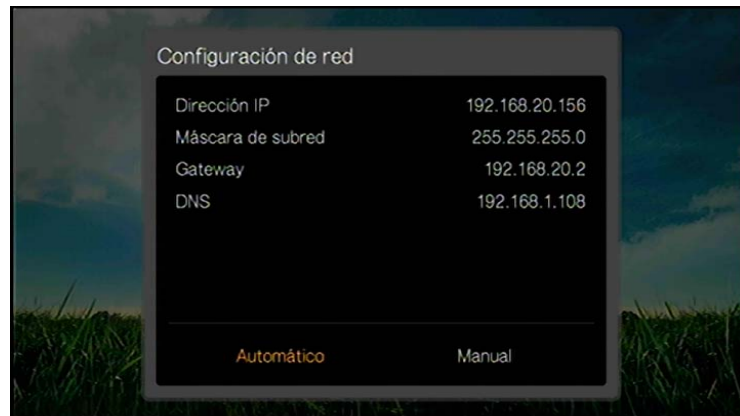 Configuración de red
Dirección IP 192.168.20.156
Máscara de subred 255.255.255.0
Gateway 192.168.20.2
DNS 192.168.1.108
Automático Manual